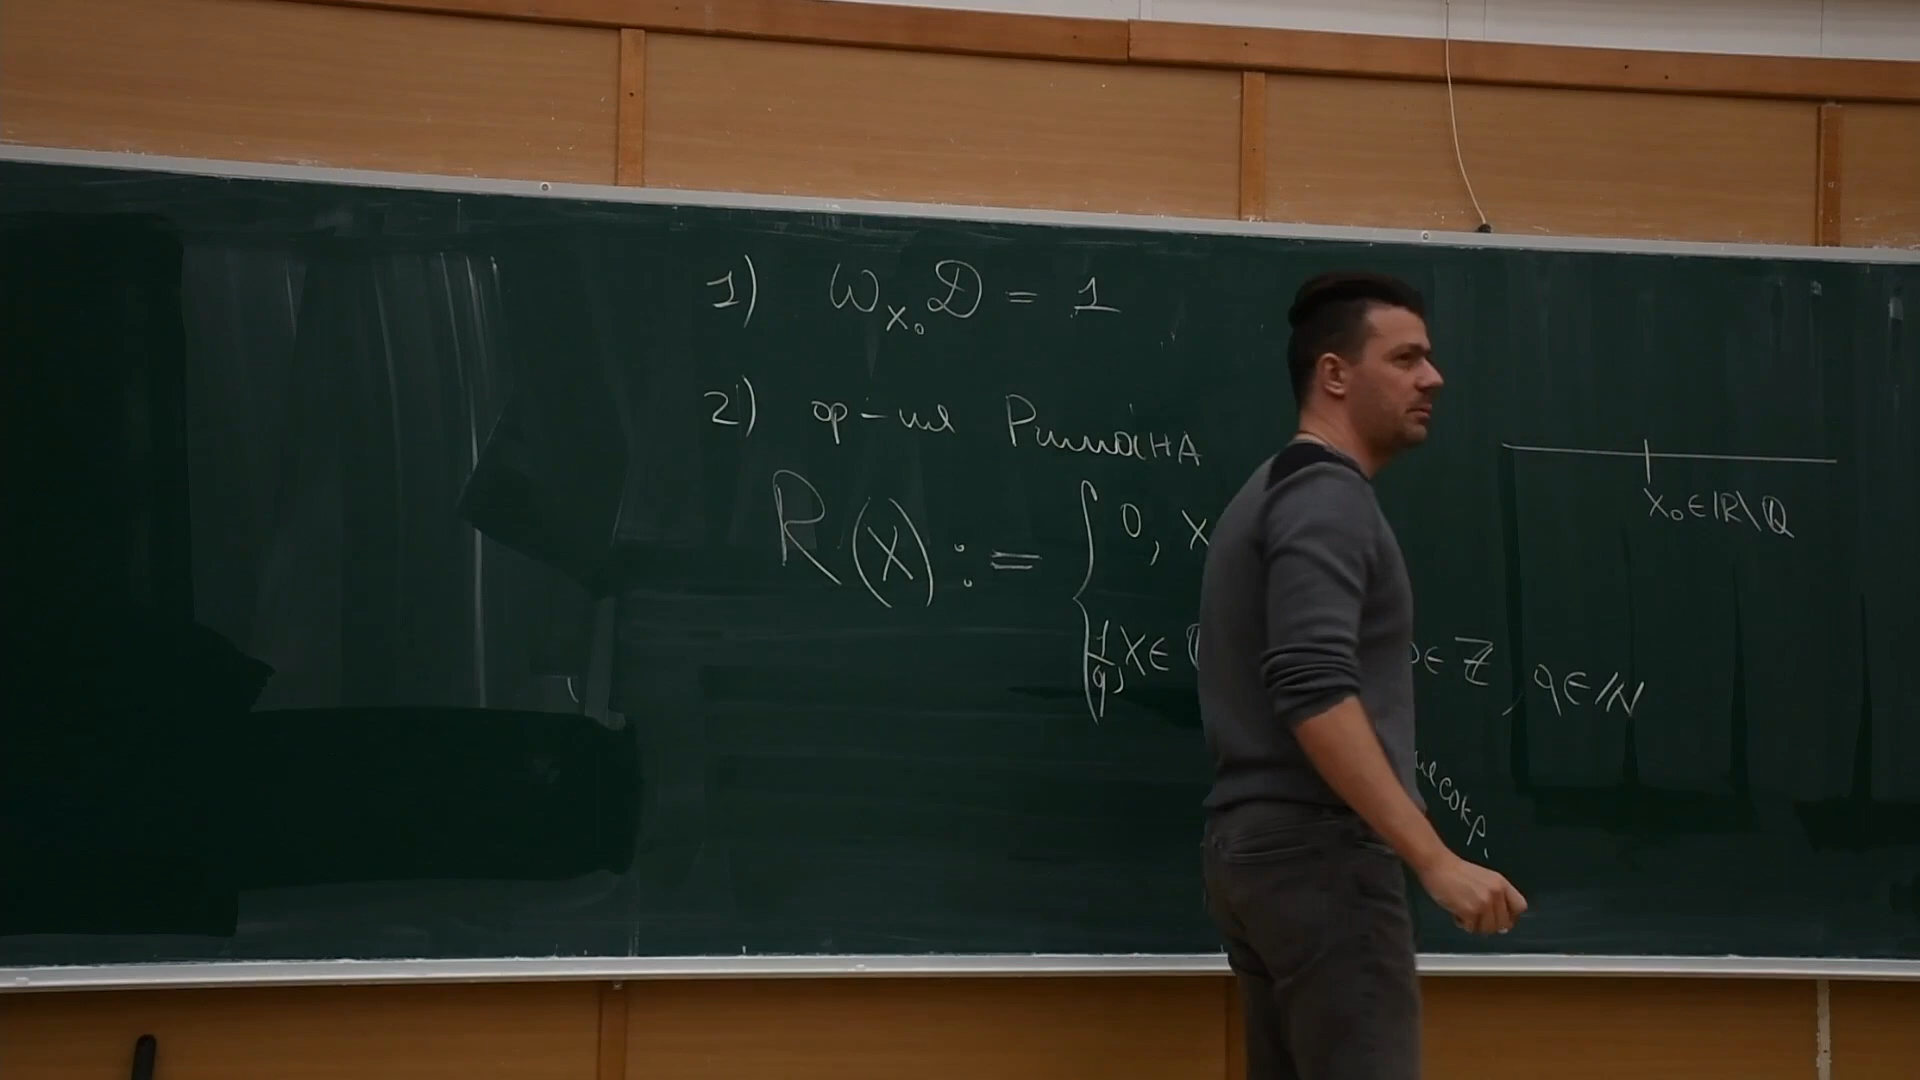 1) ω_{x₀} 𝒟 = 1
2) ф-ия Римана
R(x) := { 0, x
1/q, x ∈ ∈ ℤ, q ∈ ℕ
несокр.
x₀ ∈ ℝ\ℚ